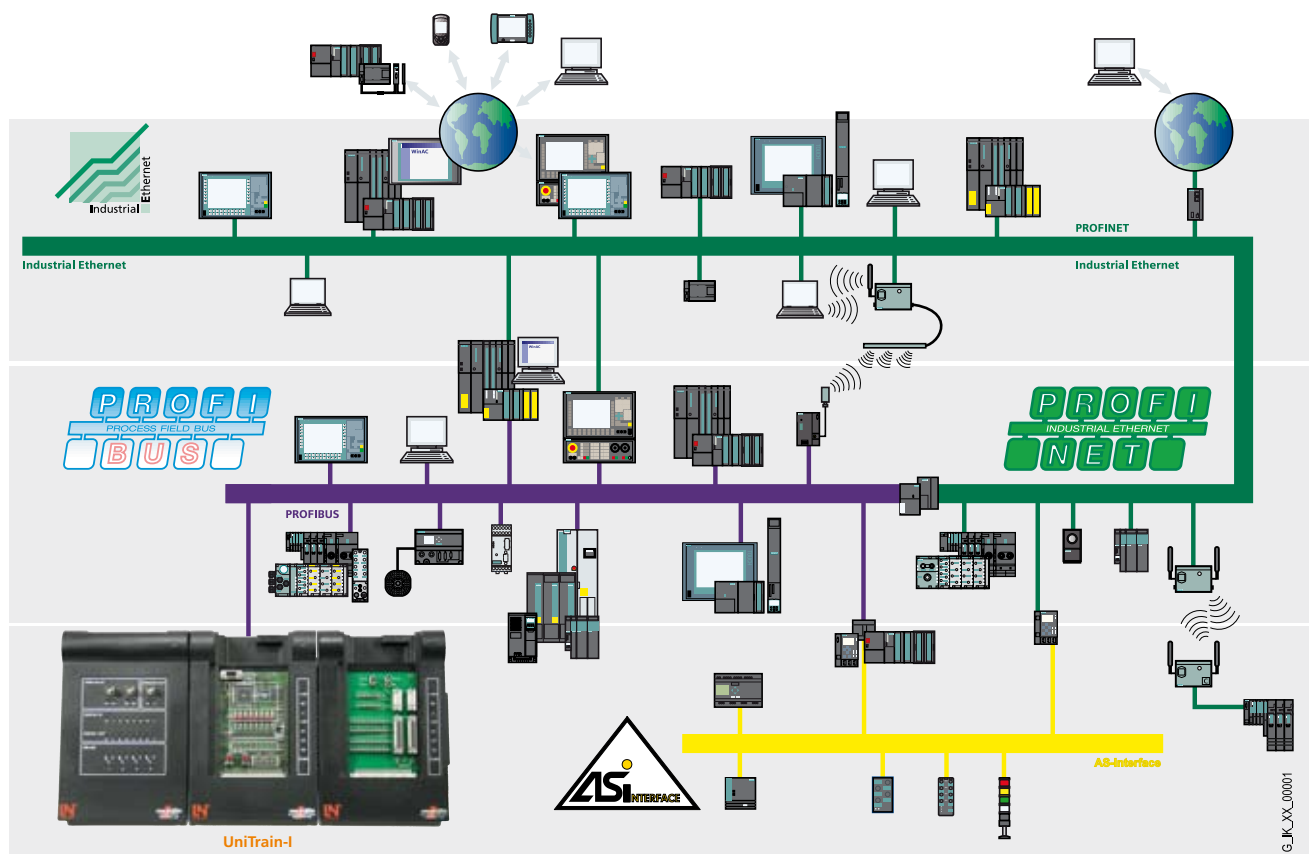 WinAC
Industrial
Ethernet
PROFINET
Industrial Ethernet
Industrial Ethernet
WinAC
PROFI
PROCESS FIELD BUS
BUS
PROFI
INDUSTRIAL ETHERNET
NET
PROFIBUS
ASi
INTERFACE
AS-Interface
UniTrain-I
G_IK_XX_00001